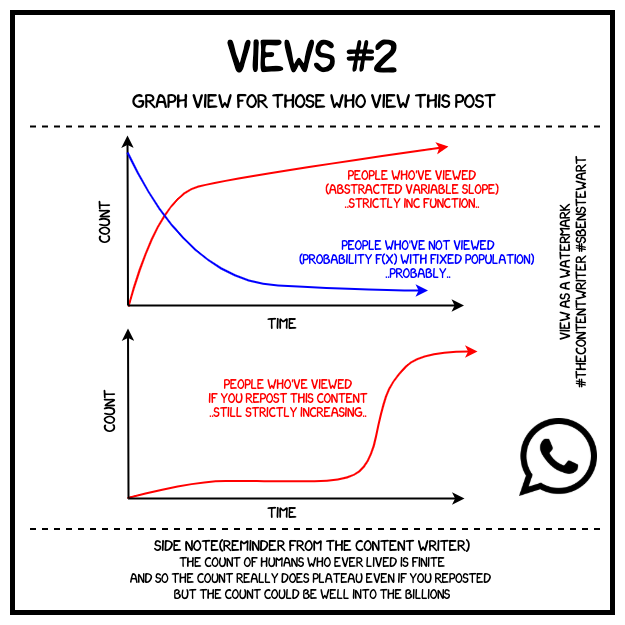 VIEWS #2
GRAPH VIEW FOR THOSE WHO VIEW THIS POST
COUNT
PEOPLE WHO'VE VIEWED
(ABSTRACTED VARIABLE SLOPE)
..STRICTLY INC FUNCTION..
PEOPLE WHO'VE NOT VIEWED
(PROBABILITY F(X) WITH FIXED POPULATION)
..PROBABLY..
TIME
VIEW AS A WATERMARK
#THECONTENTWRITER #SBENSTEWART
COUNT
PEOPLE WHO'VE VIEWED
IF YOU REPOST THIS CONTENT
..STILL STRICTLY INCREASING..
TIME
SIDE NOTE(REMINDER FROM THE CONTENT WRITER)
THE COUNT OF HUMANS WHO EVER LIVED IS FINITE
AND SO THE COUNT REALLY DOES PLATEAU EVEN IF YOU REPOSTED
BUT THE COUNT COULD BE WELL INTO THE BILLIONS